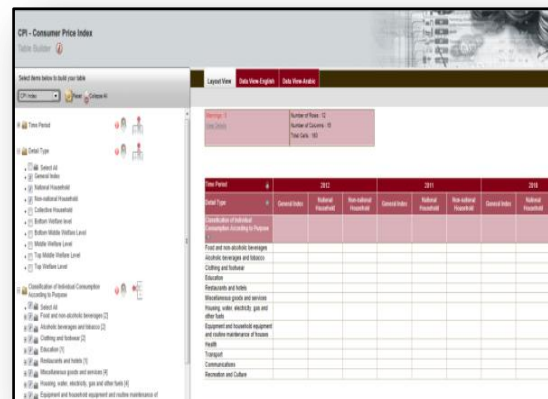 CPI - Consumer Price Index
Table Builder
Select items below to build your table
CPI Index
Reset
Collapse All
Time Period
Detail Type
Select All
General Index
National Household
Non-national Household
Collective Household
Bottom Welfare level
Bottom Middle Welfare Level
Middle Welfare Level
Top Middle Welfare Level
Top Welfare Level
Classification of Individual Consumption
According to Purpose
Select All
Food and non-alcoholic beverages [2]
Alcoholic beverages and tobacco [2]
Clothing and footwear [2]
Education [1]
Restaurants and hotels [1]
Miscellaneous goods and services [4]
Housing, water, electricity, gas and other fuels [4]
Equipment and household equipment and routine maintenance of
Layout View
Data View-English
Data View-Arabic
Warnings : 0
View Details
Number of Rows : 12
Number of Columns : 15
Total Cells : 180
Time Period 2012 2011 2010
Detail Type General Index National Household Non-national Household General Index National Household Non-national Household General Index National Household
Classification of Individual
Consumption According to Purpose
Food and non-alcoholic beverages
Alcoholic beverages and tobacco
Clothing and footwear
Education
Restaurants and hotels
Miscellaneous goods and services
Housing, water, electricity, gas and
other fuels
Equipment and household equipment
and routine maintenance of houses
Health
Transport
Communications
Recreation and Culture